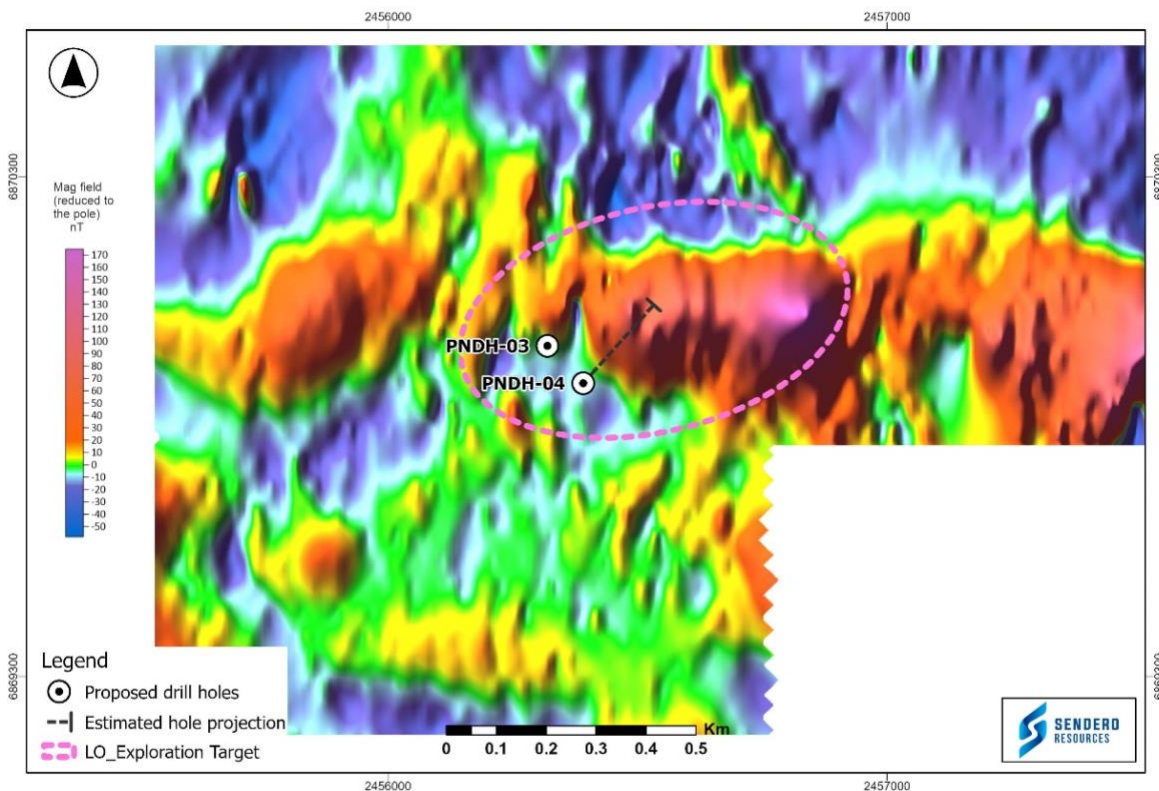 2456000
2457000
6870300
6870300
Mag field
(reduced to
the pole)
nT
170
160
150
140
130
120
110
100
90
80
70
60
50
40
30
20
10
0
-10
-20
-30
-40
-50
PNDH-03
PNDH-04
6869300
6869300
Legend
Proposed drill holes
Estimated hole projection
LO_Exploration Target
Km
0 0.1 0.2 0.3 0.4 0.5
SENDERO
RESOURCES
2456000
2457000